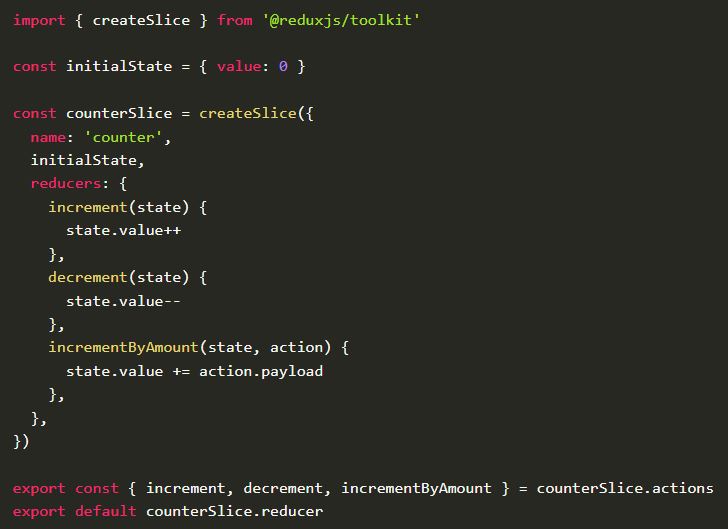 import { createSlice } from '@reduxjs/toolkit'

const initialState = { value: 0 }

const counterSlice = createSlice({
  name: 'counter',
  initialState,
  reducers: {
    increment(state) {
      state.value++
    },
    decrement(state) {
      state.value--
    },
    incrementByAmount(state, action) {
      state.value += action.payload
    },
  },
})

export const { increment, decrement, incrementByAmount } = counterSlice.actions
export default counterSlice.reducer